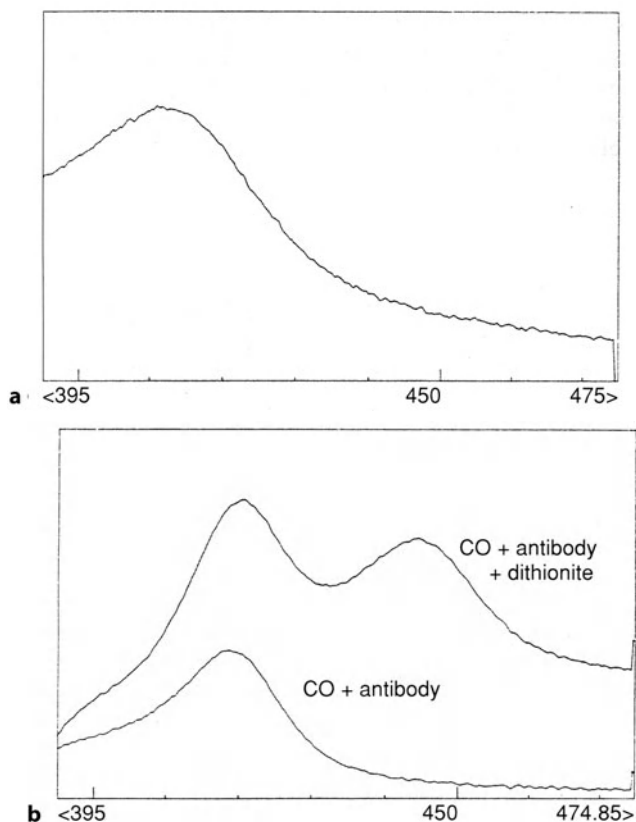 a <395 450 475>
CO + antibody
+ dithionite
CO + antibody
b <395 450 474.85>